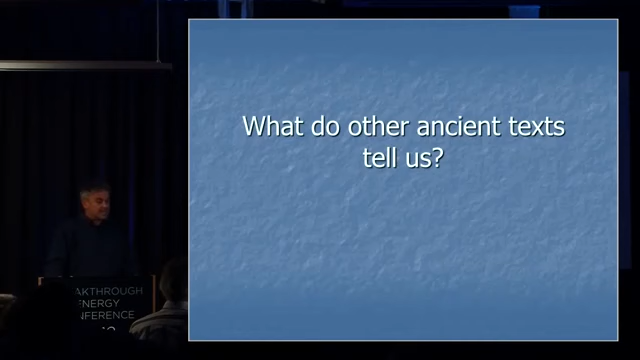 What do other ancient texts
tell us?
AKTHROUGH
ENERGY
NFERENCE